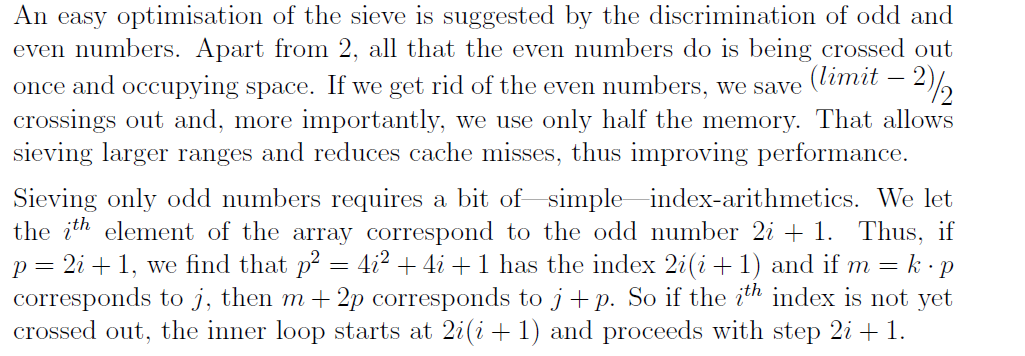 An easy optimisation of the sieve is suggested by the discrimination of odd and
even numbers. Apart from 2, all that the even numbers do is being crossed out
once and occupying space. If we get rid of the even numbers, we save (limit − 2)/2
crossings out and, more importantly, we use only half the memory. That allows
sieving larger ranges and reduces cache misses, thus improving performance.
Sieving only odd numbers requires a bit of—simple—index-arithmetics. We let
the iᵗʰ element of the array correspond to the odd number 2i + 1. Thus, if
p = 2i + 1, we find that p² = 4i² + 4i + 1 has the index 2i(i + 1) and if m = k · p
corresponds to j, then m + 2p corresponds to j + p. So if the iᵗʰ index is not yet
crossed out, the inner loop starts at 2i(i + 1) and proceeds with step 2i + 1.